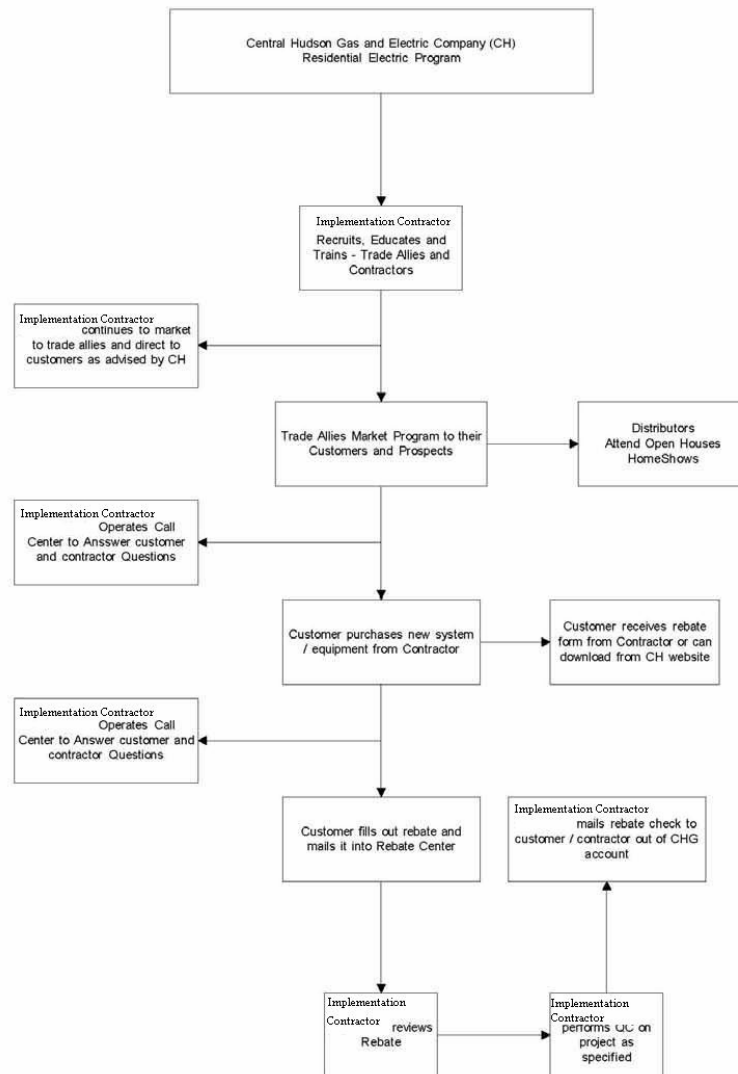 Central Hudson Gas and Electric Company (CH)
Residential Electric Program
Implementation Contractor
Recruits, Educates and
Trains - Trade Allies and
Contractors
Implementation Contractor
continues to market
to trade allies and direct to
customers as advised by CH
Trade Allies Market Program to their
Customers and Prospects
Distributors
Attend Open Houses
HomeShows
Implementation Contractor
Operates Call
Center to Ansswer customer
and contractor Questions
Customer purchases new system
/ equipment from Contractor
Customer receives rebate
form from Contractor or can
download from CH website
Implementation Contractor
Operates Call
Center to Answer customer and
contractor Questions
Customer fills out rebate and
mails it into Rebate Center
Implementation Contractor
mails rebate check to
customer / contractor out of CHG
account
Implementation
Contractor reviews
Rebate
Implementation
Contractor
performs QC on
project as
specified